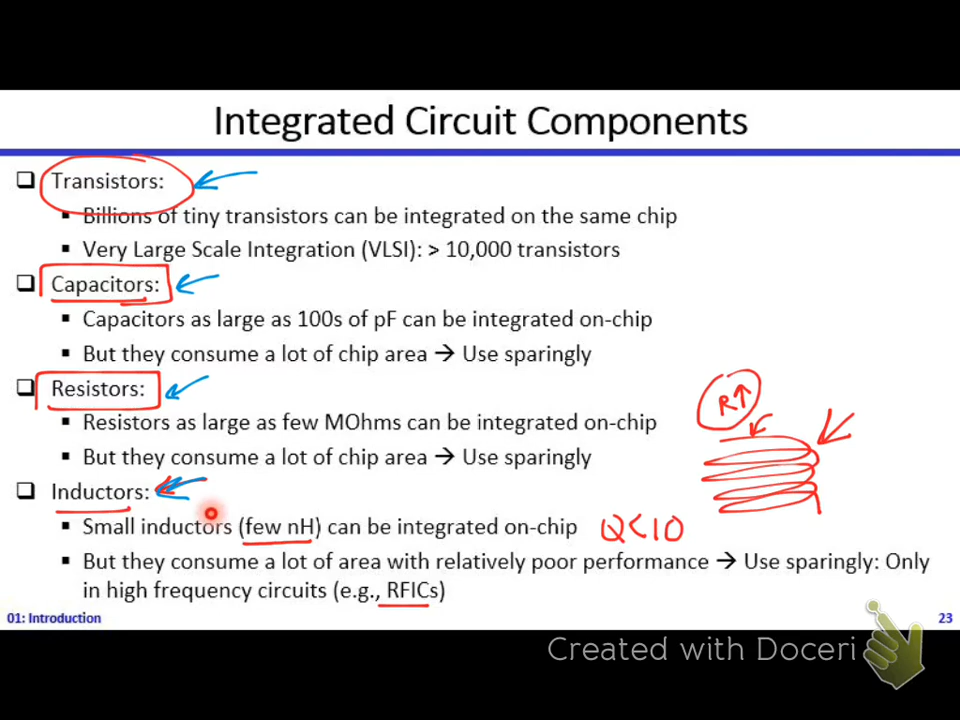 Integrated Circuit Components
❑ Transistors:
▪ Billions of tiny transistors can be integrated on the same chip
▪ Very Large Scale Integration (VLSI): > 10,000 transistors
❑ Capacitors:
▪ Capacitors as large as 100s of pF can be integrated on-chip
▪ But they consume a lot of chip area → Use sparingly
❑ Resistors:
R↑
▪ Resistors as large as few MOhms can be integrated on-chip
▪ But they consume a lot of chip area → Use sparingly
❑ Inductors:
▪ Small inductors (few nH) can be integrated on-chip Q<10
▪ But they consume a lot of area with relatively poor performance → Use sparingly: Only
in high frequency circuits (e.g., RFICs)
01: Introduction 23
Created with Doceri